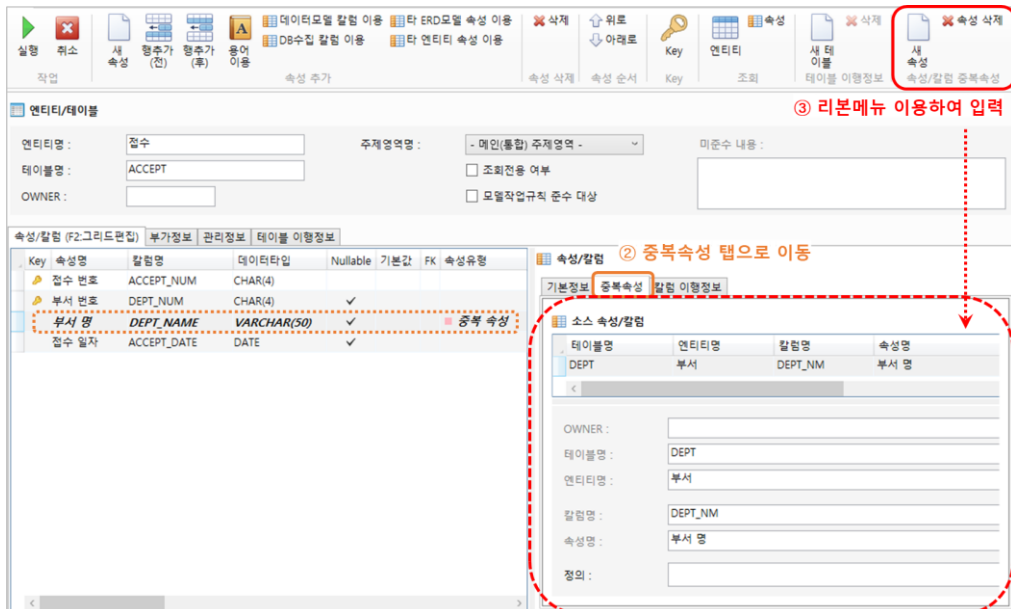 실행 취소 새 속성 행추가 (전) 행추가 (후) 용어 이용 데이터모델 칼럼 이용 타 ERD모델 속성 이용 삭제 위로 Key 엔티티 속성 새 테이블 삭제 새 속성 속성 삭제
DB수집 칼럼 이용 타 엔티티 속성 이용 아래로
작업 속성 추가 속성 삭제 속성 순서 Key 조회 테이블 이행정보 속성/칼럼 중복속성
③ 리본메뉴 이용하여 입력
엔티티/테이블
엔티티명 : 접수 주제영역명 : - 메인(통합) 주제영역 - 미준수 내용 :
테이블명 : ACCEPT 조회전용 여부
OWNER : 모델작업규칙 준수 대상
속성/칼럼 (F2:그리드편집) 부가정보 관리정보 테이블 이행정보
Key 속성명 칼럼명 데이터타입 Nullable 기본값 FK 속성유형
접수 번호 ACCEPT_NUM CHAR(4)
부서 번호 DEPT_NUM CHAR(4) ✓
부서 명 DEPT_NAME VARCHAR(50) ✓ 중복 속성
접수 일자 ACCEPT_DATE DATE ✓
속성/칼럼 ② 중복속성 탭으로 이동
기본정보 중복속성 칼럼 이행정보
소스 속성/칼럼
테이블명 엔티티명 칼럼명 속성명
DEPT 부서 DEPT_NM 부서 명
OWNER :
테이블명 : DEPT
엔티티명 : 부서
칼럼명 : DEPT_NM
속성명 : 부서 명
정의 :